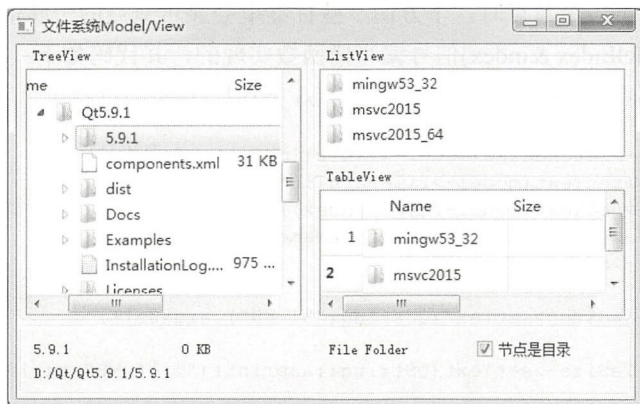 文件系统Model/View
TreeView
me Size
Qt5.9.1
5.9.1
components.xml 31 KB
dist
Docs
Examples
InstallationLog.... 975 ...
Licenses
ListView
mingw53_32
msvc2015
msvc2015_64
TableView
Name Size
1 mingw53_32
2 msvc2015
5.9.1 0 KB File Folder 节点是目录
D:/Qt/Qt5.9.1/5.9.1